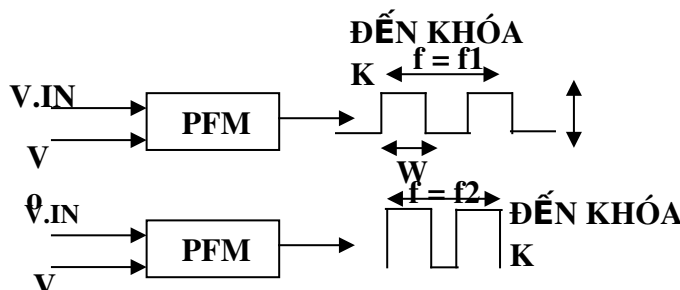 ĐẾN KHÓA
K
f = f1
V.IN
PFM
V
W
o
f = f2
V.IN
ĐẾN KHÓA
K
PFM
V